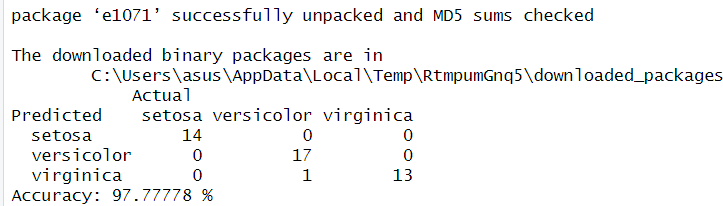 package ‘e1071’ successfully unpacked and MD5 sums checked

The downloaded binary packages are in
        C:\Users\asus\AppData\Local\Temp\RtmpumGnq5\downloaded_packages
            Actual
Predicted    setosa versicolor virginica
  setosa         14          0         0
  versicolor      0         17         0
  virginica       0          1        13
Accuracy: 97.77778 %